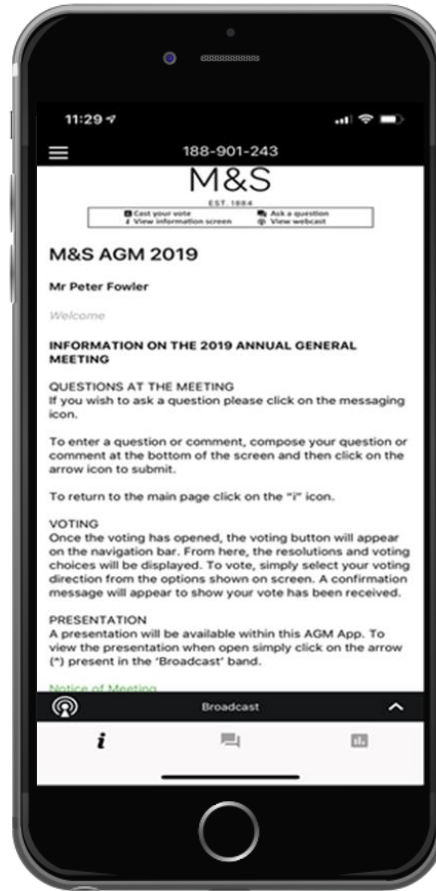 11:29
188-901-243
M&S
EST. 1884
Cast your vote Ask a question
i View information screen View webcast
M&S AGM 2019
Mr Peter Fowler
Welcome
INFORMATION ON THE 2019 ANNUAL GENERAL
MEETING
QUESTIONS AT THE MEETING
If you wish to ask a question please click on the messaging
icon.
To enter a question or comment, compose your question or
comment at the bottom of the screen and then click on the
arrow icon to submit.
To return to the main page click on the "i" icon.
VOTING
Once the voting has opened, the voting button will appear
on the navigation bar. From here, the resolutions and voting
choices will be displayed. To vote, simply select your voting
direction from the options shown on screen. A confirmation
message will appear to show your vote has been received.
PRESENTATION
A presentation will be available within this AGM App. To
view the presentation when open simply click on the arrow
(^) present in the 'Broadcast' band.
Notice of Meeting
Broadcast
i